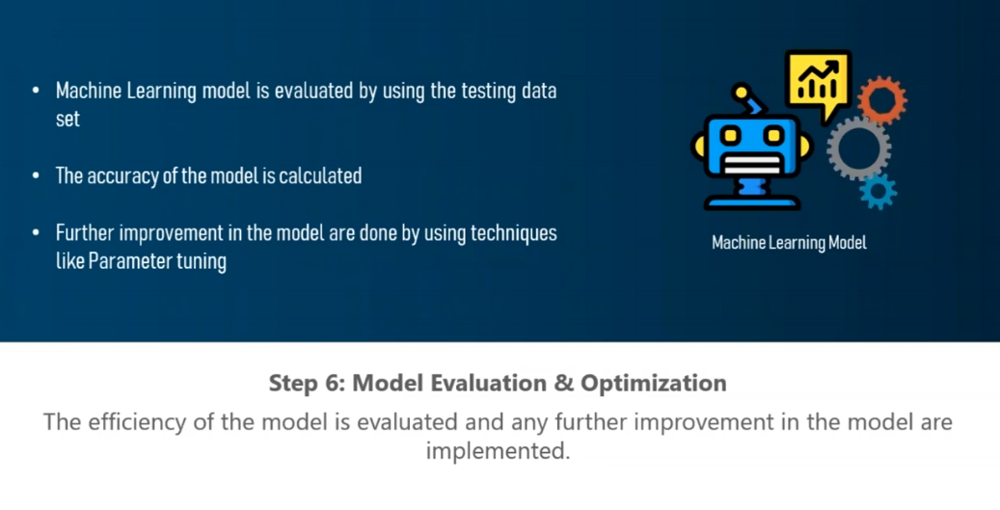 • Machine Learning model is evaluated by using the testing data
set
• The accuracy of the model is calculated
• Further improvement in the model are done by using techniques
like Parameter tuning
Machine Learning Model
Step 6: Model Evaluation & Optimization
The efficiency of the model is evaluated and any further improvement in the model are
implemented.